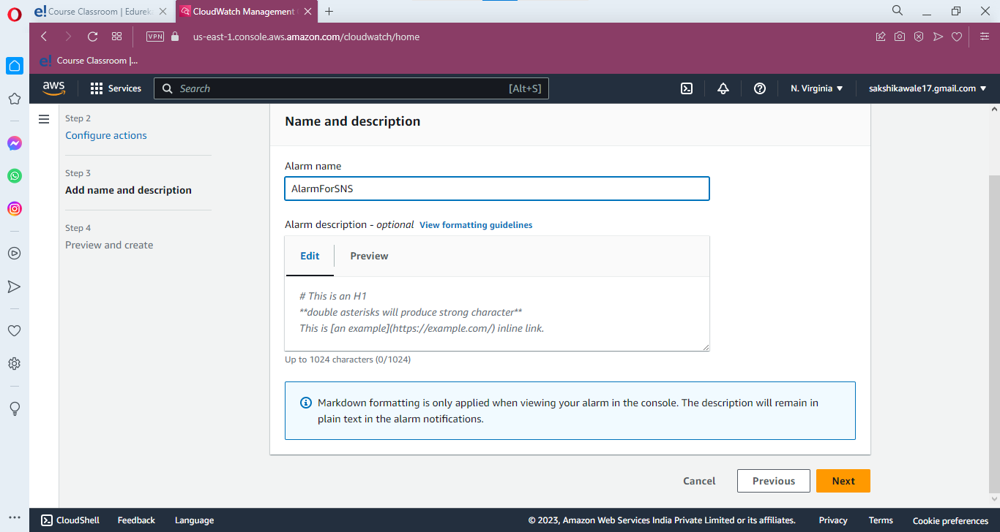 Course Classroom | Edurek
CloudWatch Management
VPN
us-east-1.console.aws.amazon.com/cloudwatch/home
e! Course Classroom |...
aws
Services
Search
[Alt+S]
N. Virginia ▼
sakshikawale17.gmail.com ▼
Step 2
Configure actions
Step 3
Add name and description
Step 4
Preview and create
Name and description
Alarm name
AlarmForSNS
Alarm description - optional View formatting guidelines
Edit
Preview
# This is an H1
**double asterisks will produce strong character**
This is [an example](https://example.com/) inline link.
Up to 1024 characters (0/1024)
Markdown formatting is only applied when viewing your alarm in the console. The description will remain in
plain text in the alarm notifications.
Cancel
Previous
Next
CloudShell
Feedback
Language
© 2023, Amazon Web Services India Private Limited or its affiliates.
Privacy
Terms
Cookie preferences